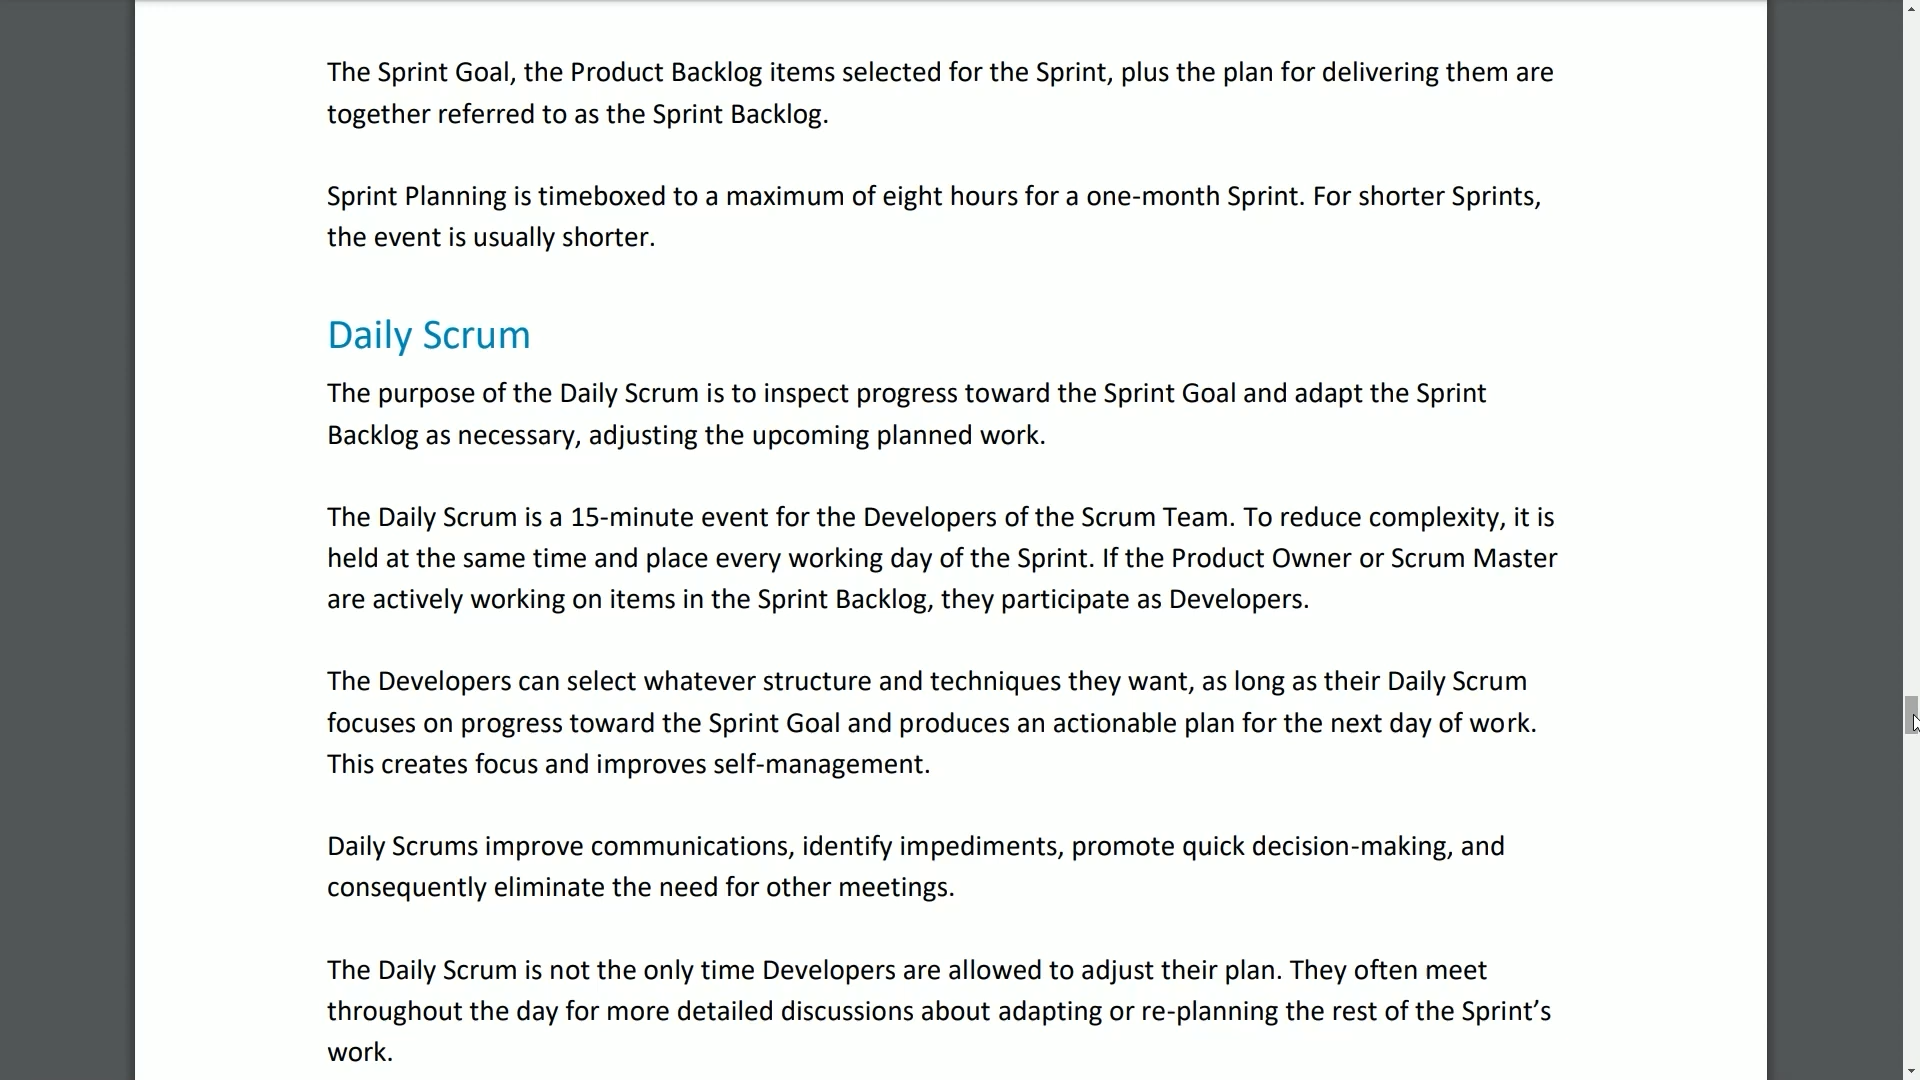 The Sprint Goal, the Product Backlog items selected for the Sprint, plus the plan for delivering them are
together referred to as the Sprint Backlog.
Sprint Planning is timeboxed to a maximum of eight hours for a one-month Sprint. For shorter Sprints,
the event is usually shorter.
Daily Scrum
The purpose of the Daily Scrum is to inspect progress toward the Sprint Goal and adapt the Sprint
Backlog as necessary, adjusting the upcoming planned work.
The Daily Scrum is a 15-minute event for the Developers of the Scrum Team. To reduce complexity, it is
held at the same time and place every working day of the Sprint. If the Product Owner or Scrum Master
are actively working on items in the Sprint Backlog, they participate as Developers.
The Developers can select whatever structure and techniques they want, as long as their Daily Scrum
focuses on progress toward the Sprint Goal and produces an actionable plan for the next day of work.
This creates focus and improves self-management.
Daily Scrums improve communications, identify impediments, promote quick decision-making, and
consequently eliminate the need for other meetings.
The Daily Scrum is not the only time Developers are allowed to adjust their plan. They often meet
throughout the day for more detailed discussions about adapting or re-planning the rest of the Sprint’s
work.